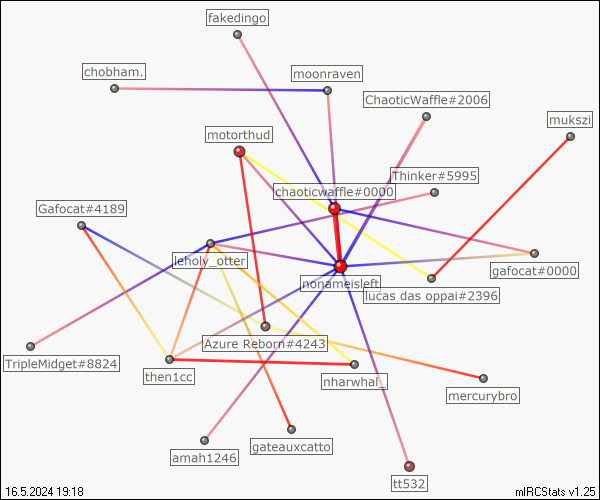 fakedingo
chobham.
moonraven
ChaoticWaffle#2006
mukszi
motorthud
Thinker#5995
chaoticwaffle#0000
Gafocat#4189
leholy_otter
gafocat#0000
nonameisleft
lucas das oppai#2396
Azure Reborn#4243
TripleMidget#8824
then1cc
nharwhal_
mercurybro
gateauxcatto
amah1246
tt532
16.5.2024 19:18
mIRCStats v1.25